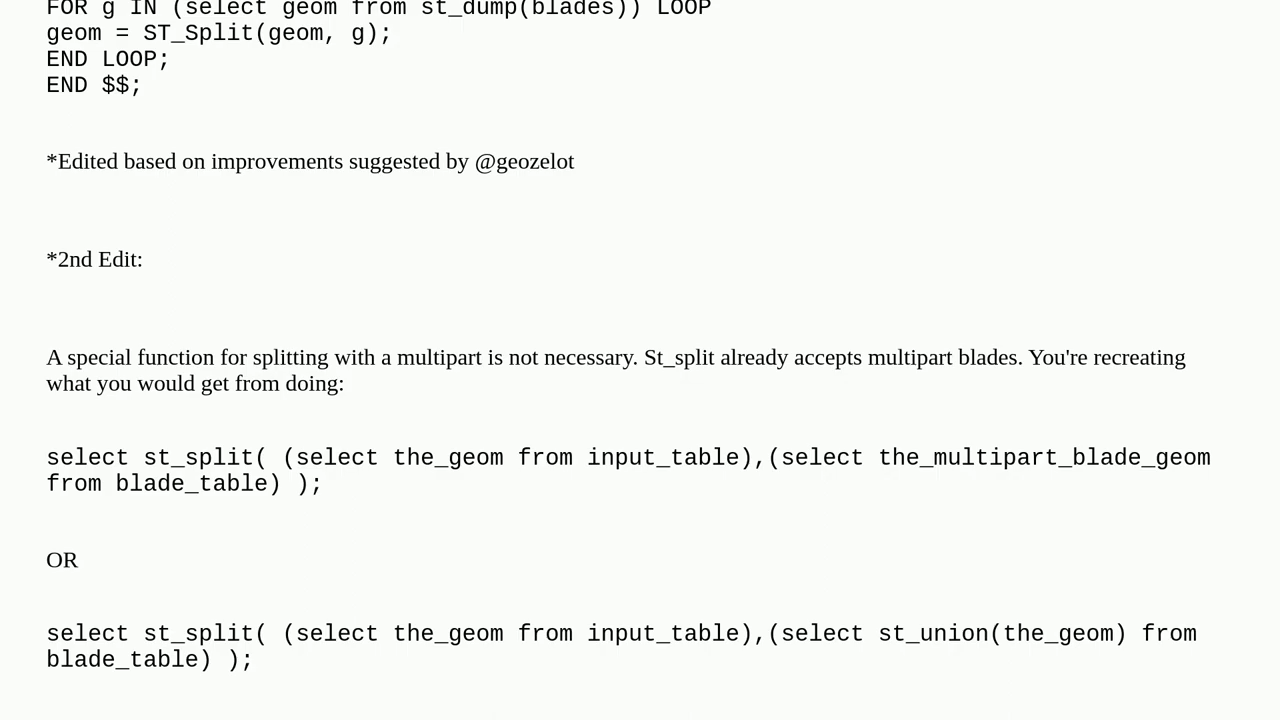 FOR g IN (select geom from st_dump(blades)) LOOP
geom = ST_Split(geom, g);
END LOOP;
END $$;
*Edited based on improvements suggested by @geozelot
*2nd Edit:
A special function for splitting with a multipart is not necessary. St_split already accepts multipart blades. You're recreating
what you would get from doing:
select st_split( (select the_geom from input_table),(select the_multipart_blade_geom
from blade_table) );
OR
select st_split( (select the_geom from input_table),(select st_union(the_geom) from
blade_table) );